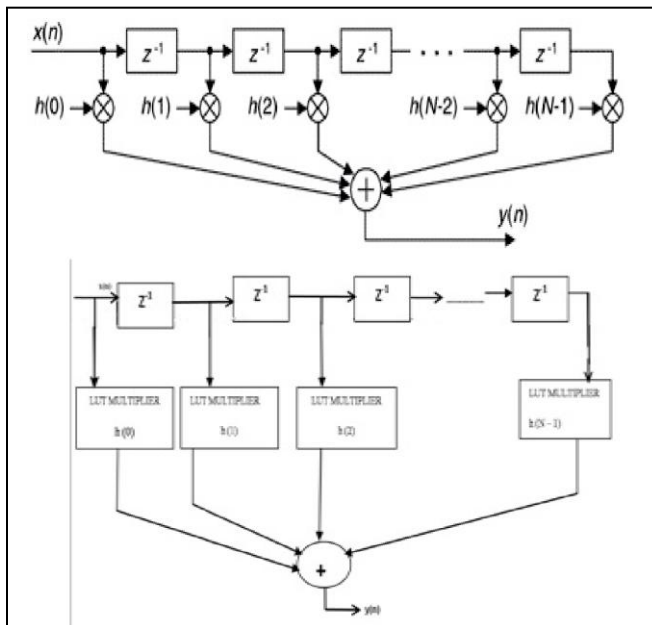 x(n)
z⁻¹ z⁻¹ z⁻¹ . . . z⁻¹
h(0) h(1) h(2) h(N-2) h(N-1)
+
y(n)
x(n)
z⁻¹ z⁻¹ z⁻¹ z⁻¹
LUT MULTIPLIER LUT MULTIPLIER LUT MULTIPLIER LUT MULTIPLIER
h(0) h(1) h(2) h(N – 1)
+
y(n)